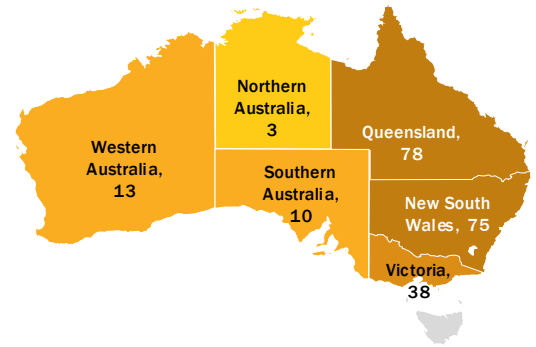 Northern
Australia,
3
Queensland,
78
Western
Australia,
13
Southern
Australia,
10
New South
Wales, 75
Victoria,
38